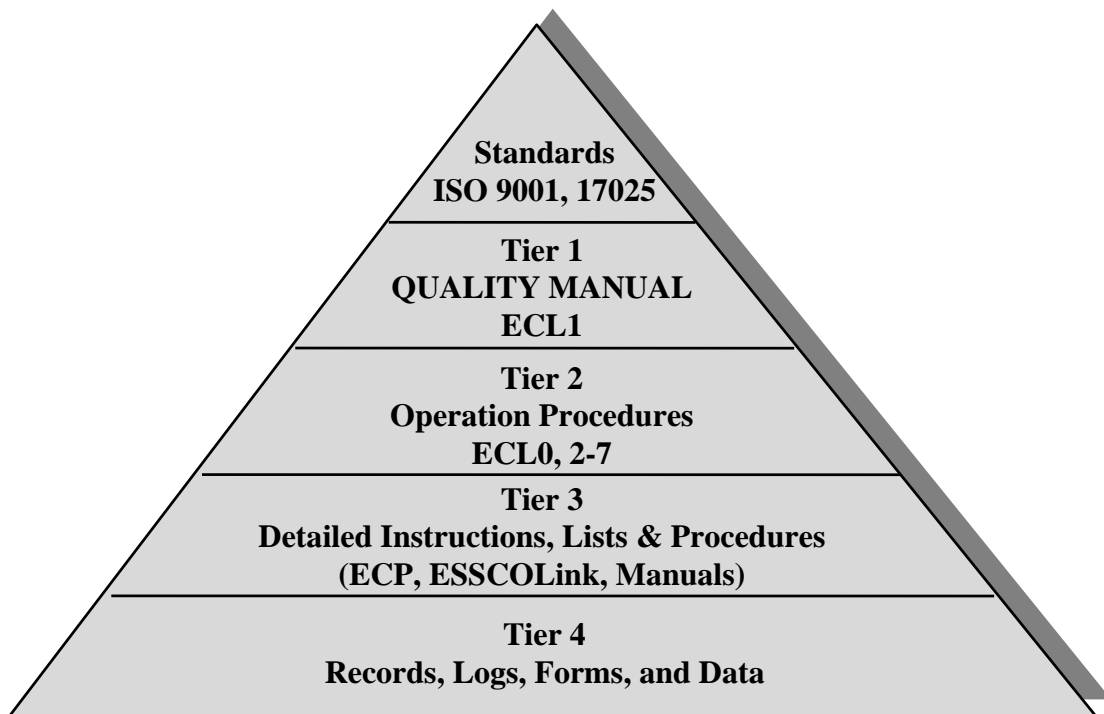 Standards
ISO 9001, 17025
Tier 1
QUALITY MANUAL
ECL1
Tier 2
Operation Procedures
ECL0, 2-7
Tier 3
Detailed Instructions, Lists & Procedures
(ECP, ESSCOLink, Manuals)
Tier 4
Records, Logs, Forms, and Data